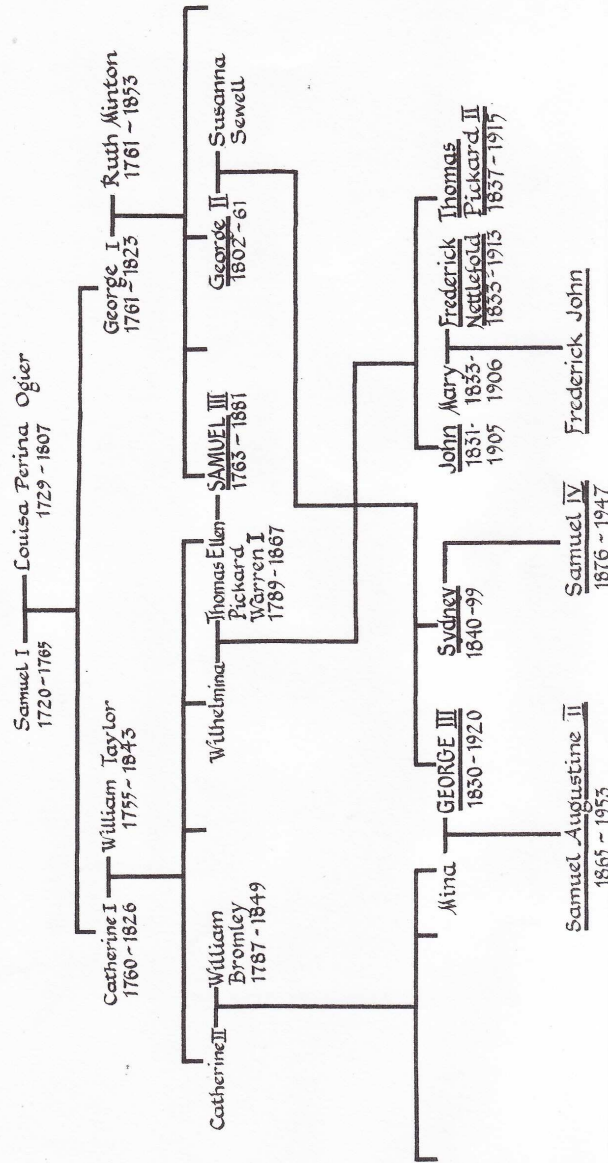 Samuel I — Louisa Perina Ogier
1720-1765 1729-1807
Catherine I — William Taylor
1760-1826 1755-1843
George I — Ruth Minton
1761-1823 1761-1853
Catherine II — William
Bromley
1787-1849
Wilhelmina — Thomas
Pickard
Warren I
1789-1867
Ellen — SAMUEL III
1763-1881
George II — Susanna
1802-61 Sewell
Mina — GEORGE III
1830-1920
Sydney
1840-99
John
1831-
1905
Mary — Frederick
1833- Nettlefold
1906 1833-1913
Thomas
Pickard II
1837-1915
Samuel Augustine II
1865-1953
Samuel IV
1876-1947
Frederick John